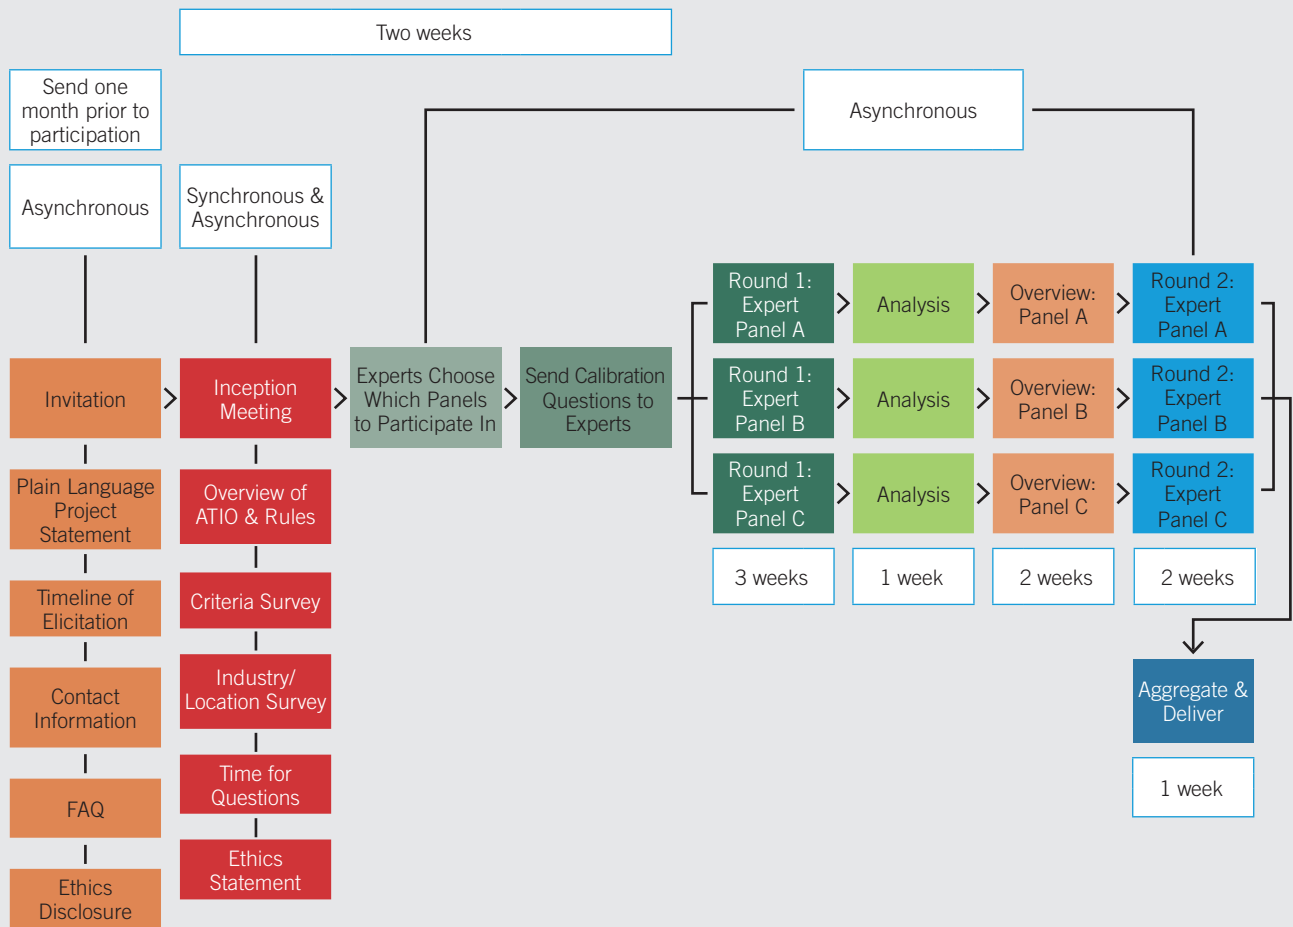 Two weeks
Send one
month prior to
participation
Asynchronous
Asynchronous
Synchronous &
Asynchronous
Invitation
Plain Language
Project
Statement
Timeline of
Elicitation
Contact
Information
FAQ
Ethics
Disclosure
Inception
Meeting
Overview of
ATIO & Rules
Criteria Survey
Industry/
Location Survey
Time for
Questions
Ethics
Statement
Experts Choose
Which Panels
to Participate In
Send Calibration
Questions to
Experts
Round 1:
Expert
Panel A
Analysis
Overview:
Panel A
Round 2:
Expert
Panel A
Round 1:
Expert
Panel B
Analysis
Overview:
Panel B
Round 2:
Expert
Panel B
Round 1:
Expert
Panel C
Analysis
Overview:
Panel C
Round 2:
Expert
Panel C
3 weeks
1 week
2 weeks
2 weeks
Aggregate &
Deliver
1 week